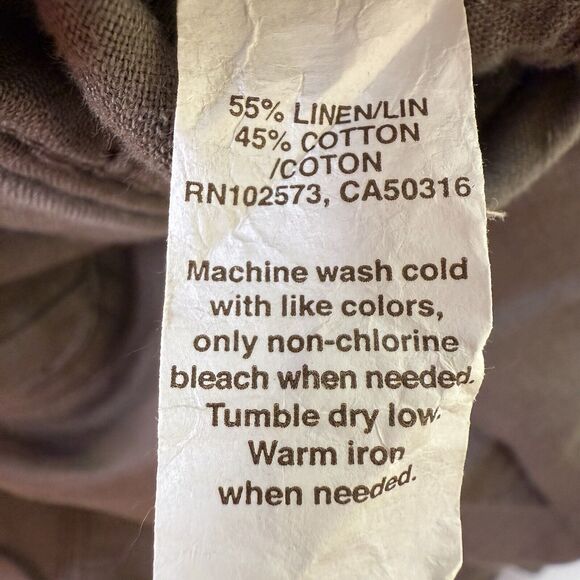 55% LINEN/LIN
45% COTTON
/COTON
RN102573, CA50316
Machine wash cold
with like colors,
only non-chlorine
bleach when needed.
Tumble dry low.
Warm iron
when needed.